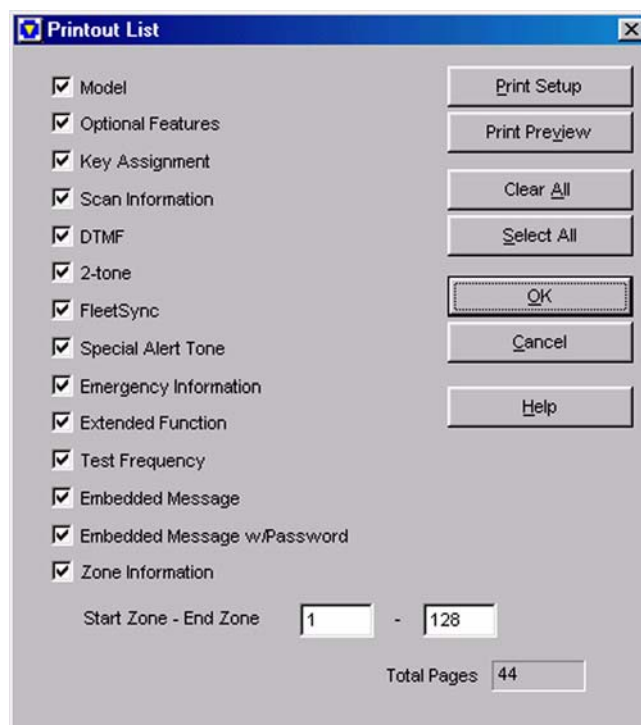 Printout List
Model
Optional Features
Key Assignment
Scan Information
DTMF
2-tone
FleetSync
Special Alert Tone
Emergency Information
Extended Function
Test Frequency
Embedded Message
Embedded Message w/Password
Zone Information
Start Zone - End Zone 1 - 128
Total Pages 44
Print Setup
Print Preview
Clear All
Select All
OK
Cancel
Help